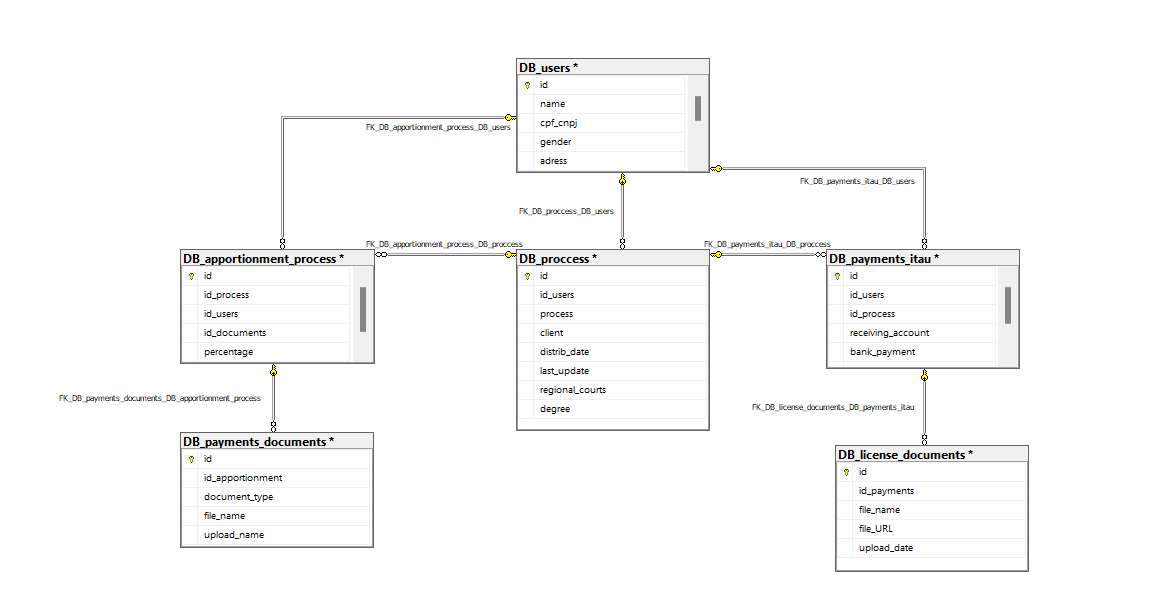 DB_users *
id
name
cpf_cnpj
gender
adress
FK_DB_apportionment_process_DB_users
FK_DB_payments_itau_DB_users
FK_DB_proccess_DB_users
FK_DB_apportionment_process_DB_proccess
FK_DB_payments_itau_DB_proccess
DB_apportionment_process *
id
id_process
id_users
id_documents
percentage
DB_proccess *
id
id_users
process
client
distrib_date
last_update
regional_courts
degree
DB_payments_itau *
id
id_users
id_process
receiving_account
bank_payment
FK_DB_payments_documents_DB_apportionment_process
FK_DB_license_documents_DB_payments_itau
DB_payments_documents *
id
id_apportionment
document_type
file_name
upload_name
DB_license_documents *
id
id_payments
file_name
file_URL
upload_date